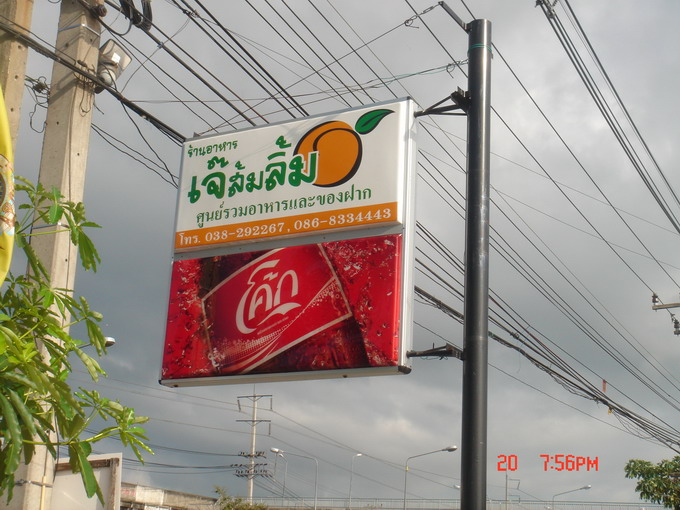 ร้านอาหาร
เจ๊ส้มลิ้ม
ศูนย์รวมอาหารและของฝาก
โทร. 038-292267, 086-8334443
โค้ก
20 7:56PM